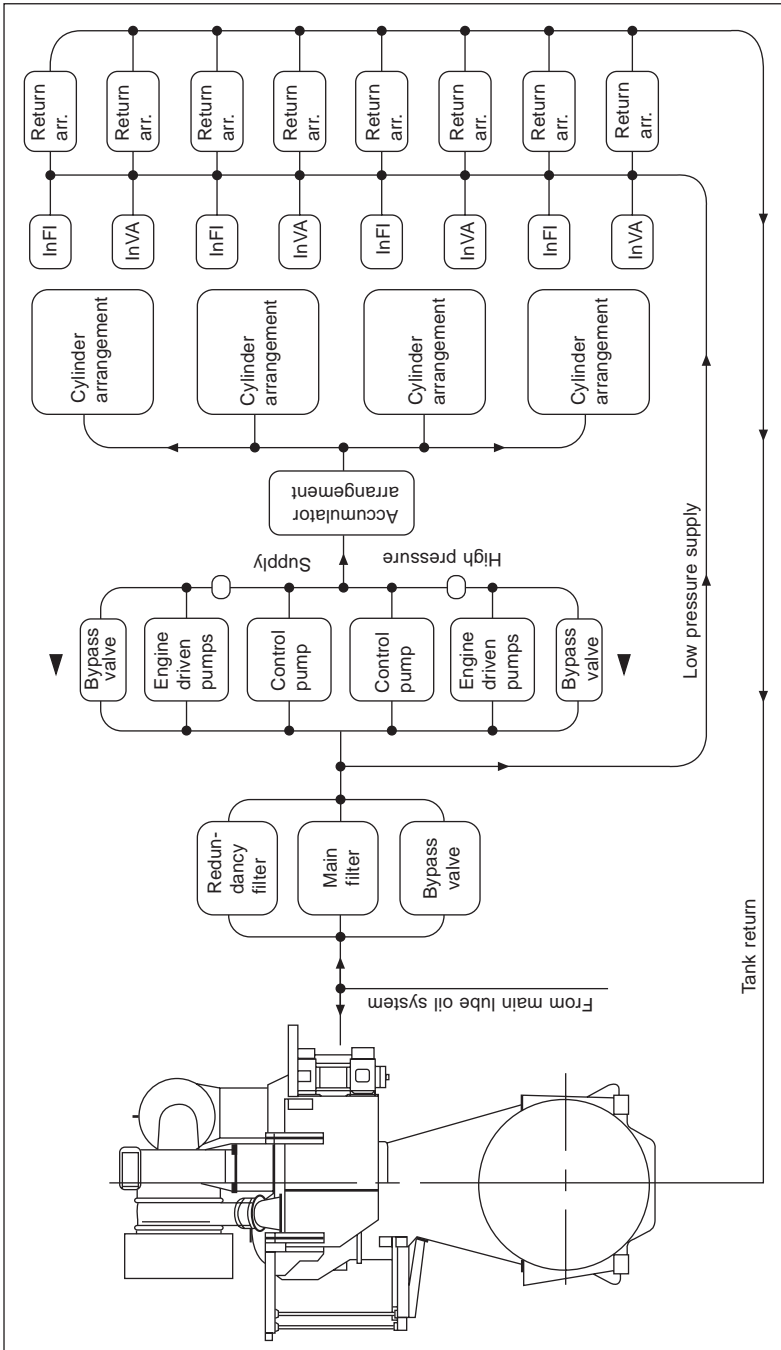 Return
arr.
Return
arr.
Return
arr.
Return
arr.
Return
arr.
Return
arr.
Return
arr.
Return
arr.
InFI
InVA
InFI
InVA
InFI
InVA
InFI
InVA
Cylinder
arrangement
Cylinder
arrangement
Cylinder
arrangement
Cylinder
arrangement
Accumulator
arrangement
Supply
High pressure
Bypass
valve
Engine
driven
pumps
Control
pump
Control
pump
Engine
driven
pumps
Bypass
valve
Low pressure supply
Redun-
dancy
filter
Main
filter
Bypass
valve
From main lube oil system
Tank return